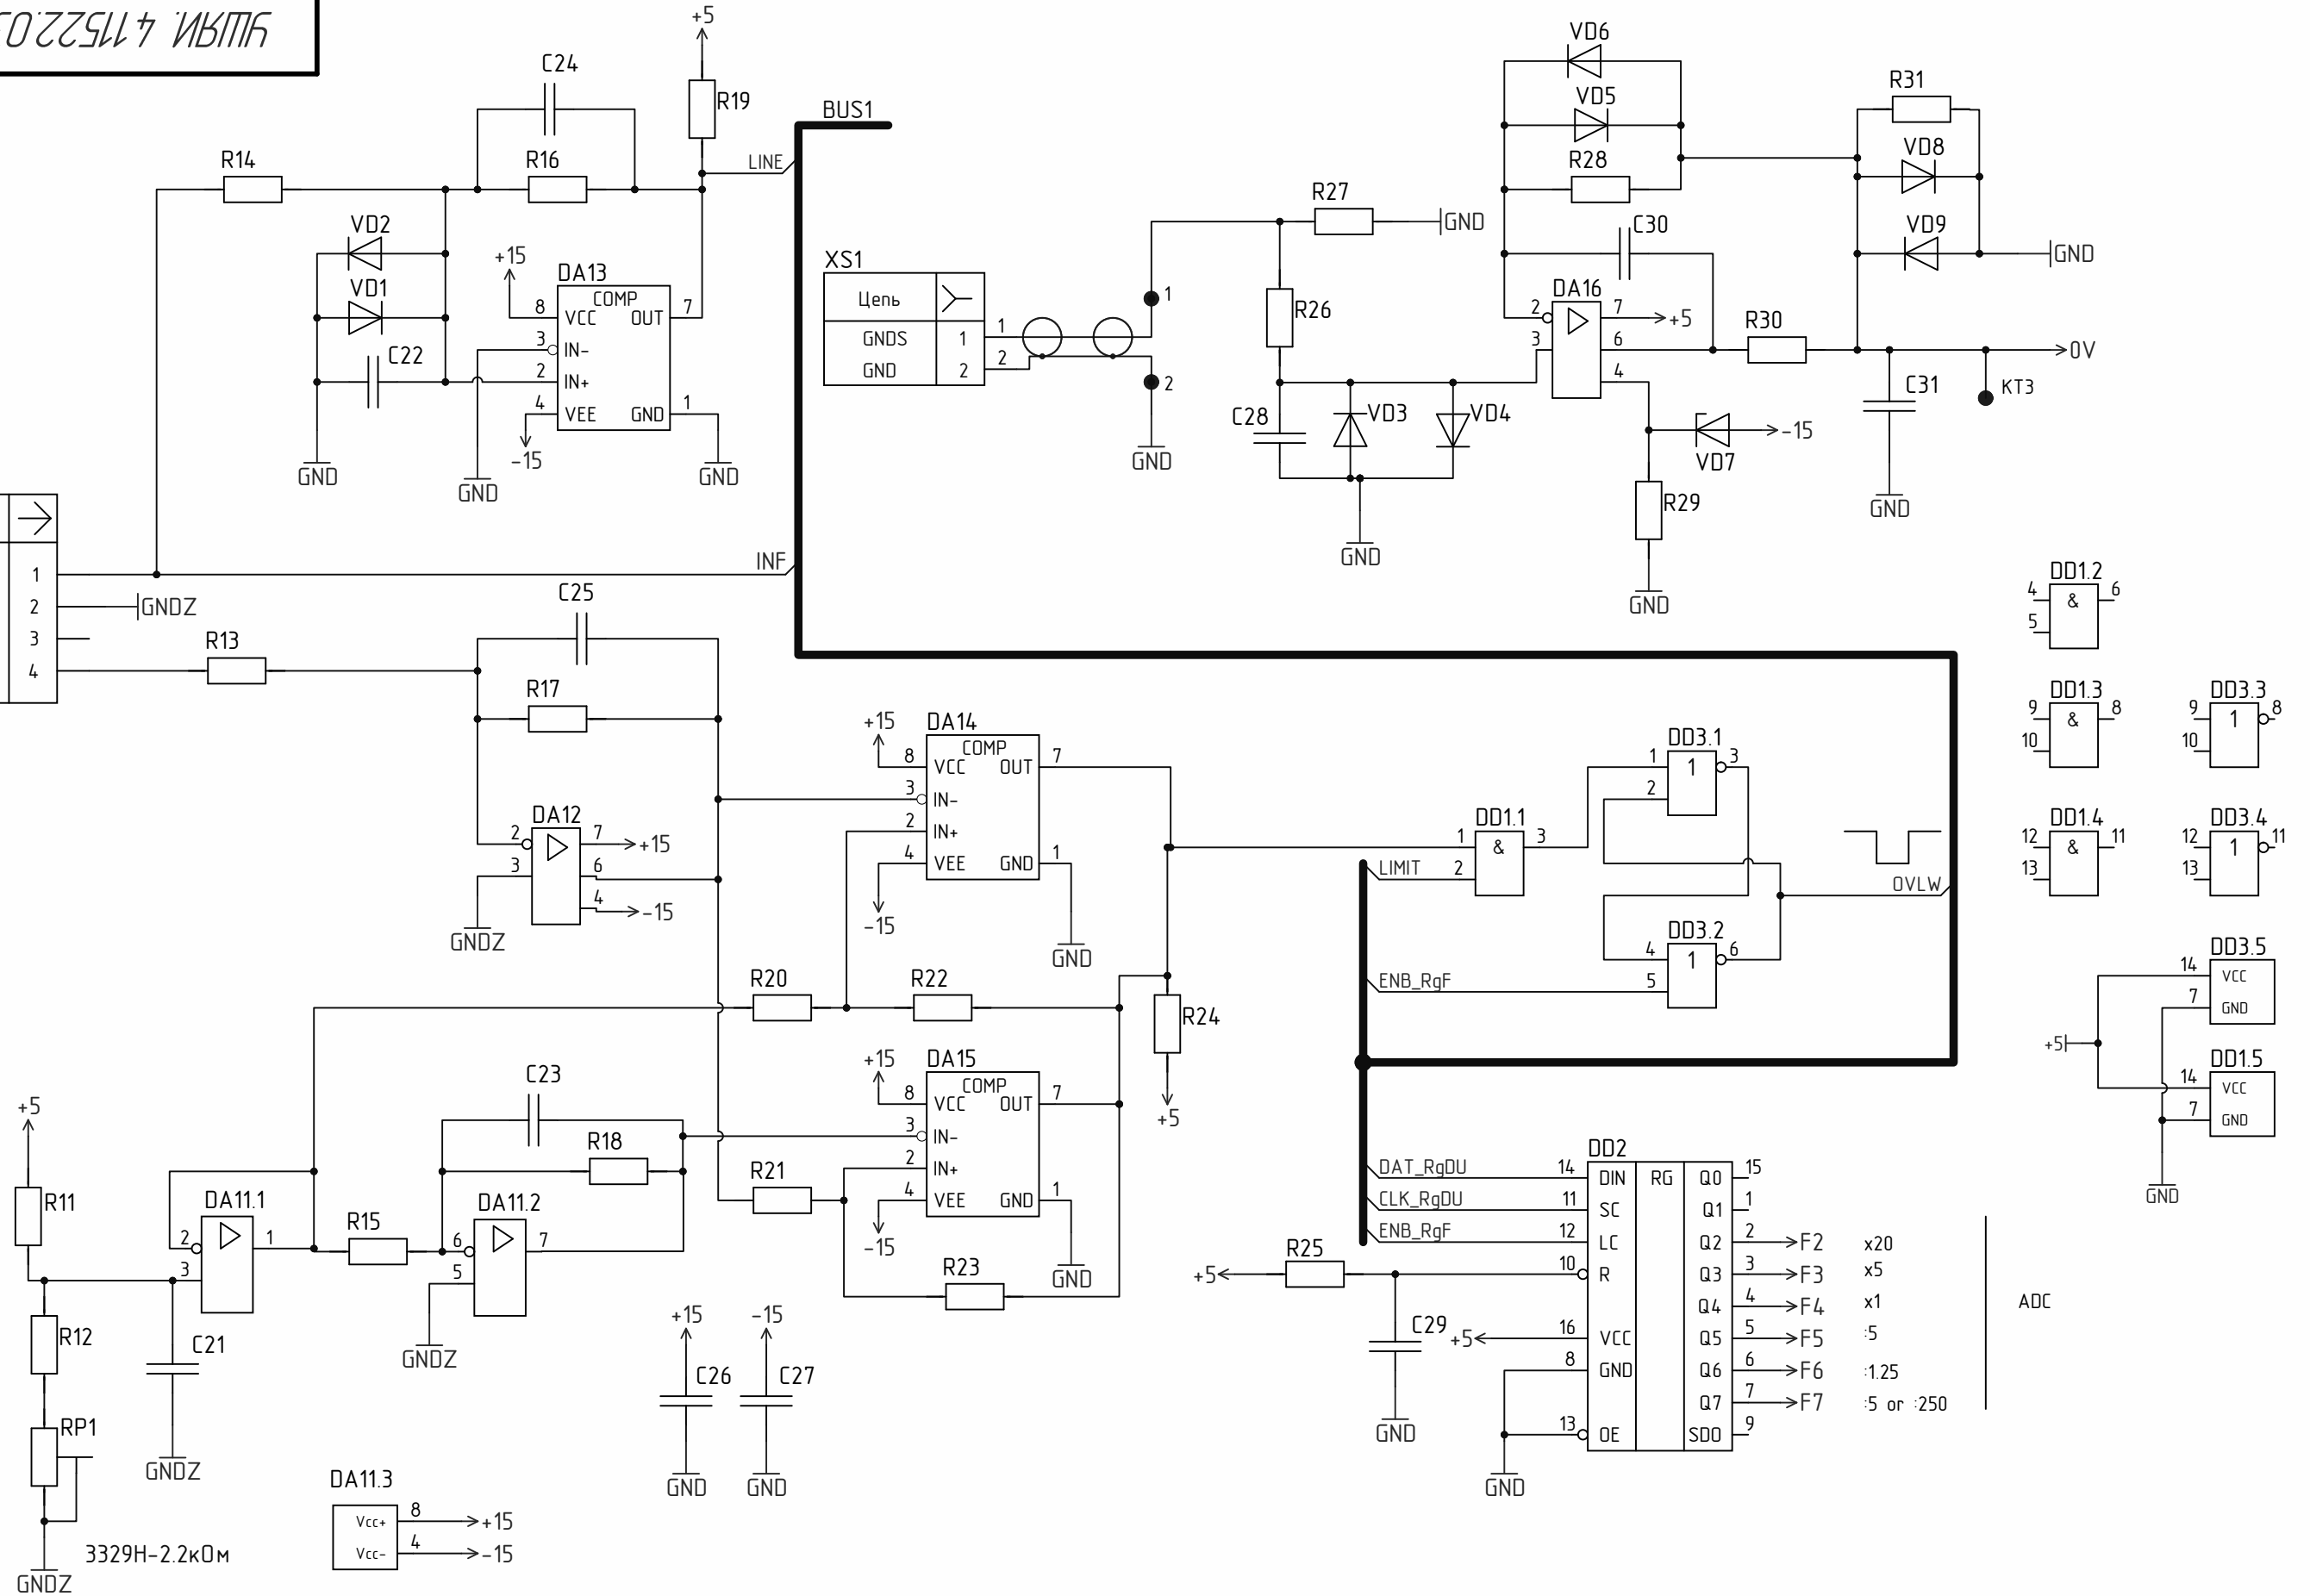 УШЯИ. 411522.0
+5
C24
R19
BUS1
LINE
R14
R16
VD2
VD1
C22
+15
DA13
COMP
8 VCC OUT 7
3 IN-
2 IN+
4 VEE GND 1
-15
GND
GND
GND
XS1
Цепь
1 GNDS 1
2 GND 2
1
2
GND
R27
GND
R26
C28
VD3
VD4
GND
VD6
VD5
R28
C30
DA16
2
3
7
6
4
+5
R30
VD7
-15
R29
GND
R31
VD8
VD9
GND
0V
C31
KT3
GND
1
2
3
4
INF
GNDZ
R13
C25
R17
DA12
2
3
7
6
4
+15
-15
GNDZ
+15
DA14
COMP
8 VCC OUT 7
3 IN-
2 IN+
4 VEE GND 1
-15
GND
R20
R22
R24
+5
+15
DA15
COMP
8 VCC OUT 7
3 IN-
2 IN+
4 VEE GND 1
-15
GND
R21
R23
C23
R18
+5
R11
R12
RP1
C21
GNDZ
GNDZ
3329H-2.2кОм
DA11.1
2
3
1
R15
DA11.2
6
5
7
GNDZ
DA11.3
Vcc+ 8 +15
Vcc- 4 -15
+15
C26
GND
-15
C27
GND
LIMIT
DD1.1
1
2
&
3
DD3.1
1
2
1
3
DD3.2
4
5
1
6
ENB_RgF
OVLW
DD2
RG
DAT_RgDU 14 DIN
CLK_RgDU 11 SC
ENB_RgF 12 LC
10 R
16 VCC
8 GND
13 OE
Q0 15
Q1 1
Q2 2 F2 x20
Q3 3 F3 x5
Q4 4 F4 x1
Q5 5 F5 :5
Q6 6 F6 :1.25
Q7 7 F7 :5 or :250
SDO 9
ADC
+5
R25
C29
GND
+5
GND
DD1.2
4
5
&
6
DD1.3
9
10
&
8
DD3.3
9
10
1
8
DD1.4
12
13
&
11
DD3.4
12
13
1
11
DD3.5
14 VCC
7 GND
+5
DD1.5
14 VCC
7 GND
GND